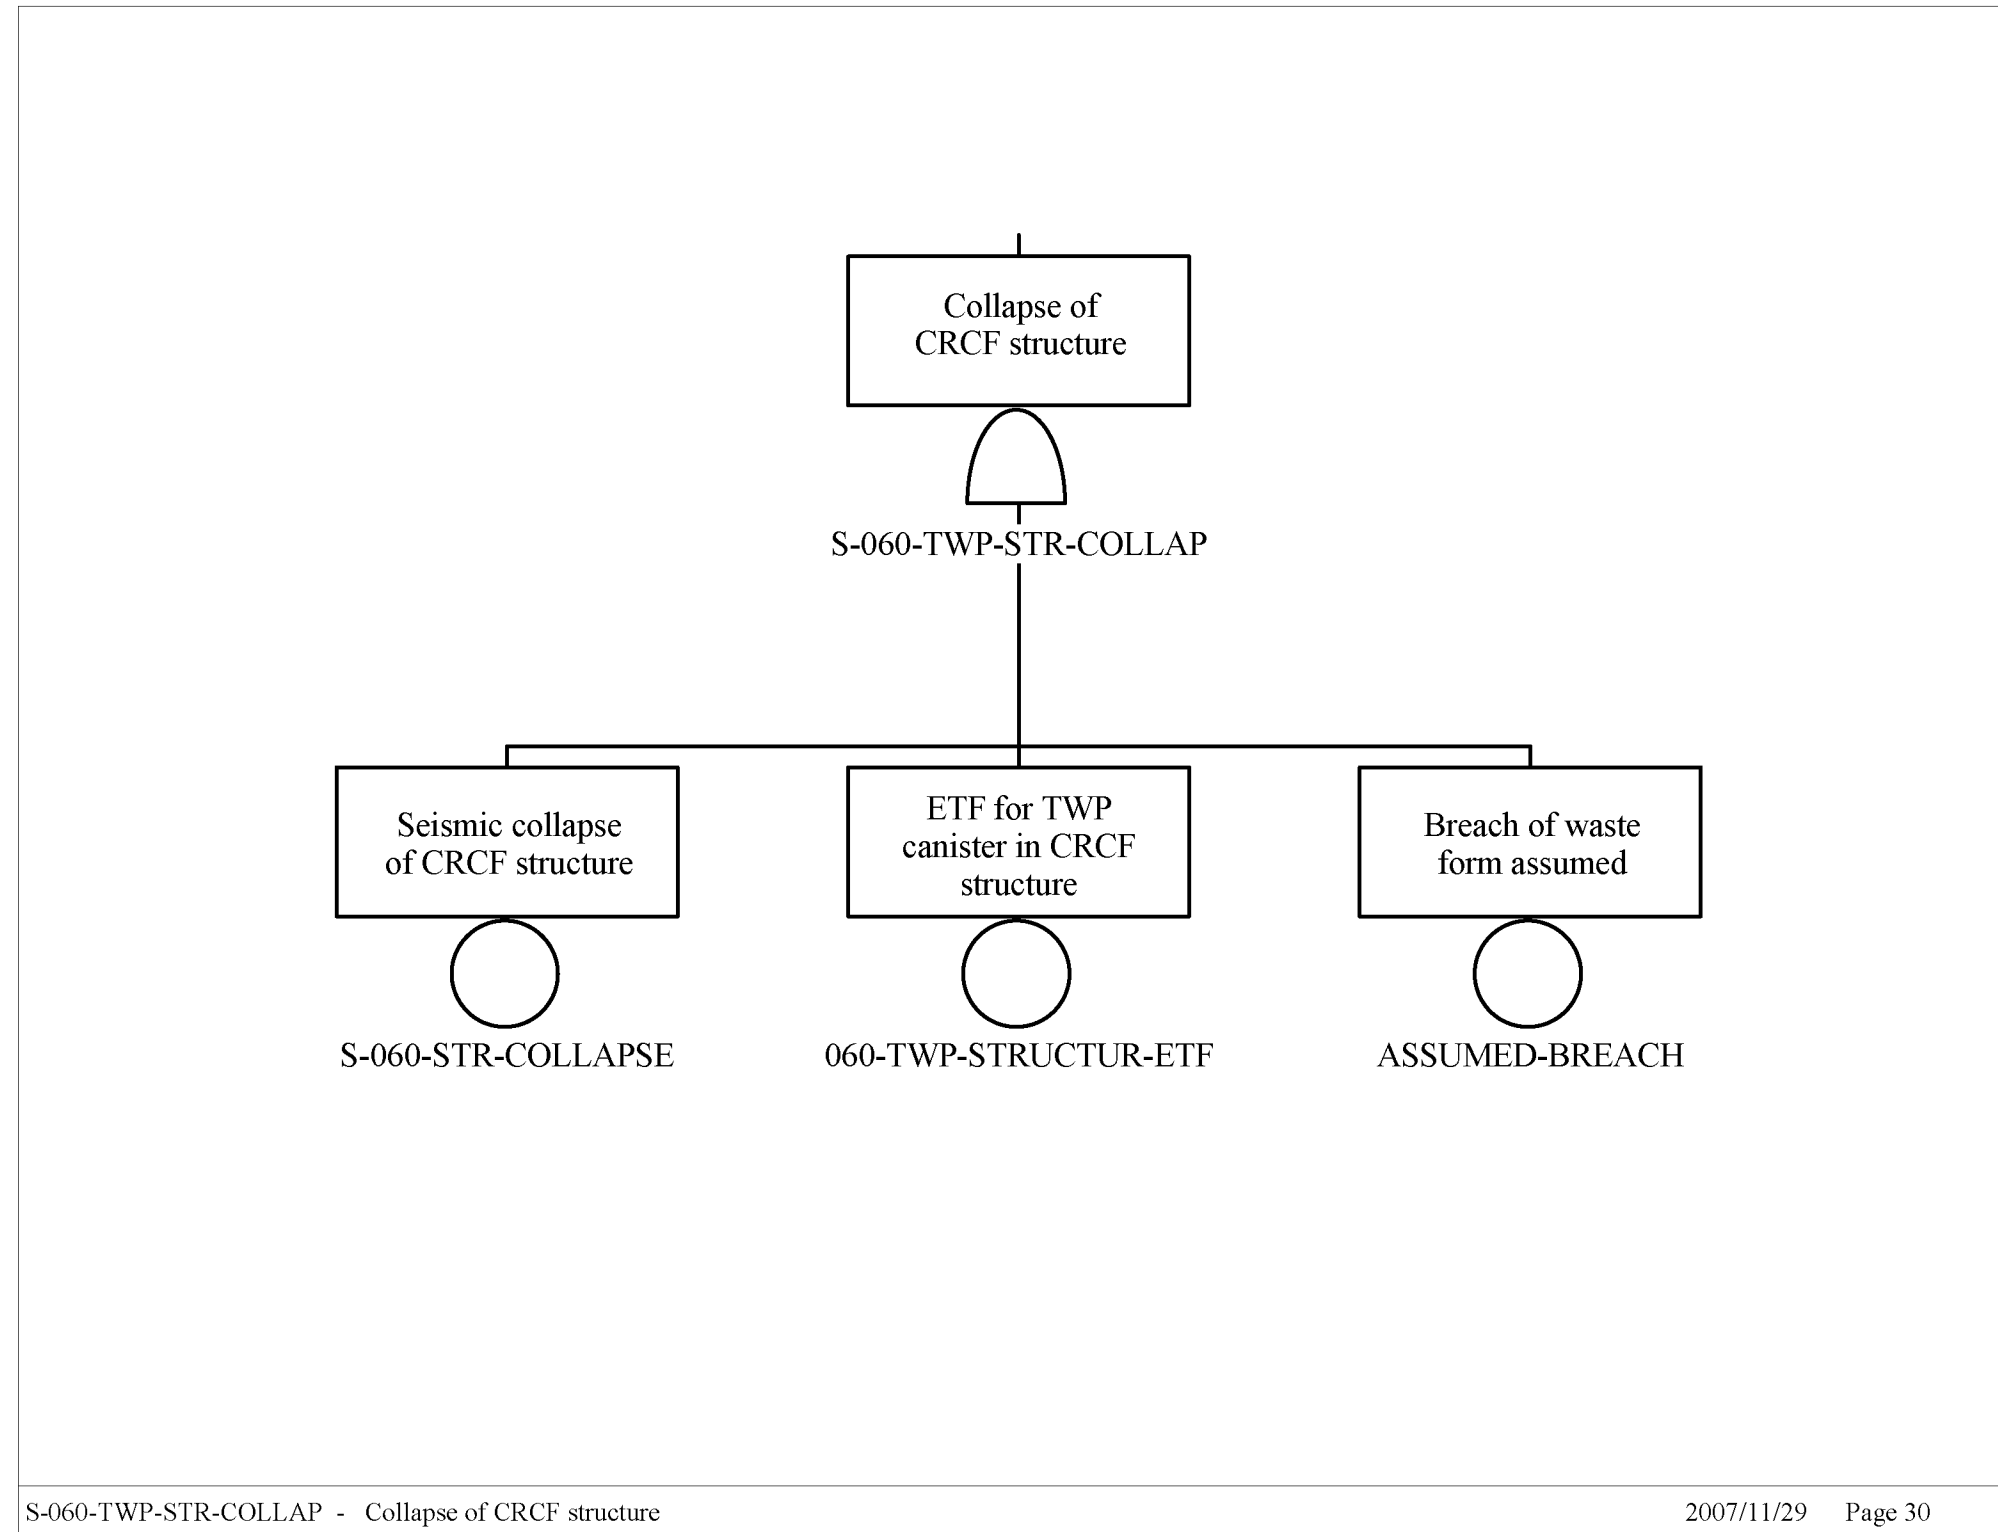 Collapse of
CRCF structure
S-060-TWP-STR-COLLAP
Seismic collapse
of CRCF structure
S-060-STR-COLLAPSE
ETF for TWP
canister in CRCF
structure
060-TWP-STRUCTUR-ETF
Breach of waste
form assumed
ASSUMED-BREACH
S-060-TWP-STR-COLLAP - Collapse of CRCF structure
2007/11/29 Page 30